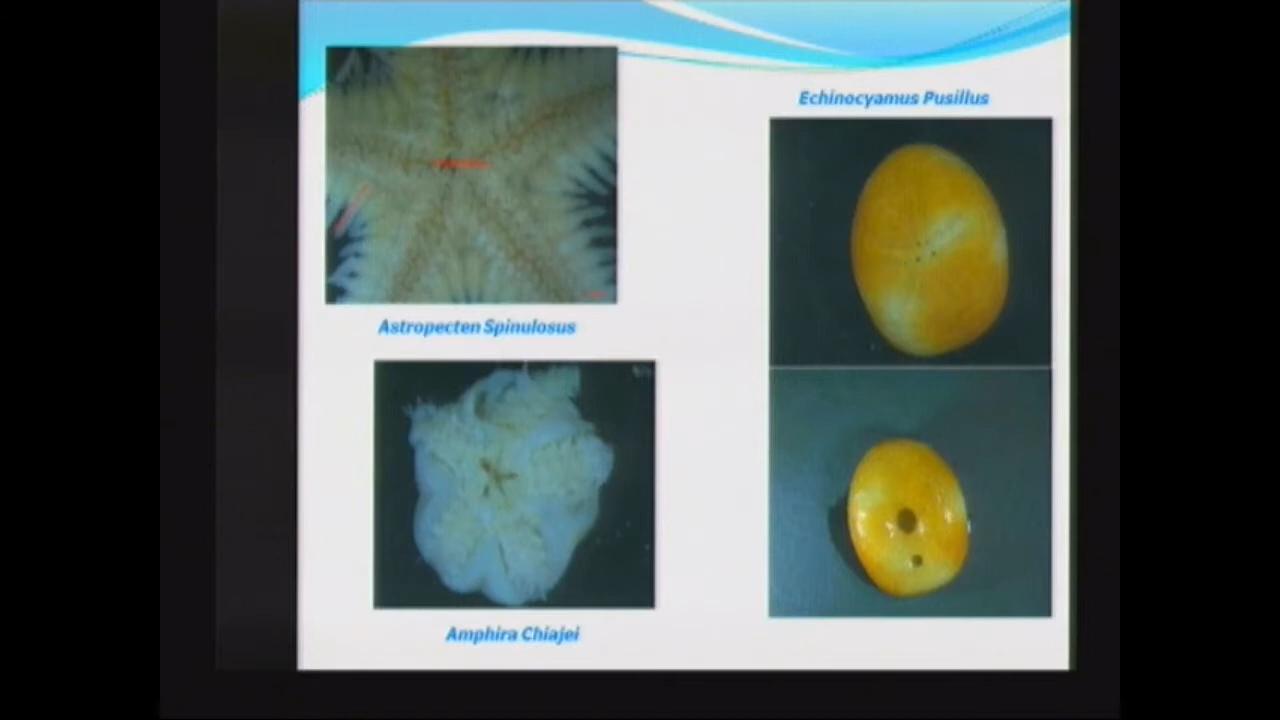 Echinocyamus Pusillus
Astropecten Spinulosus
Amphira Chiajei